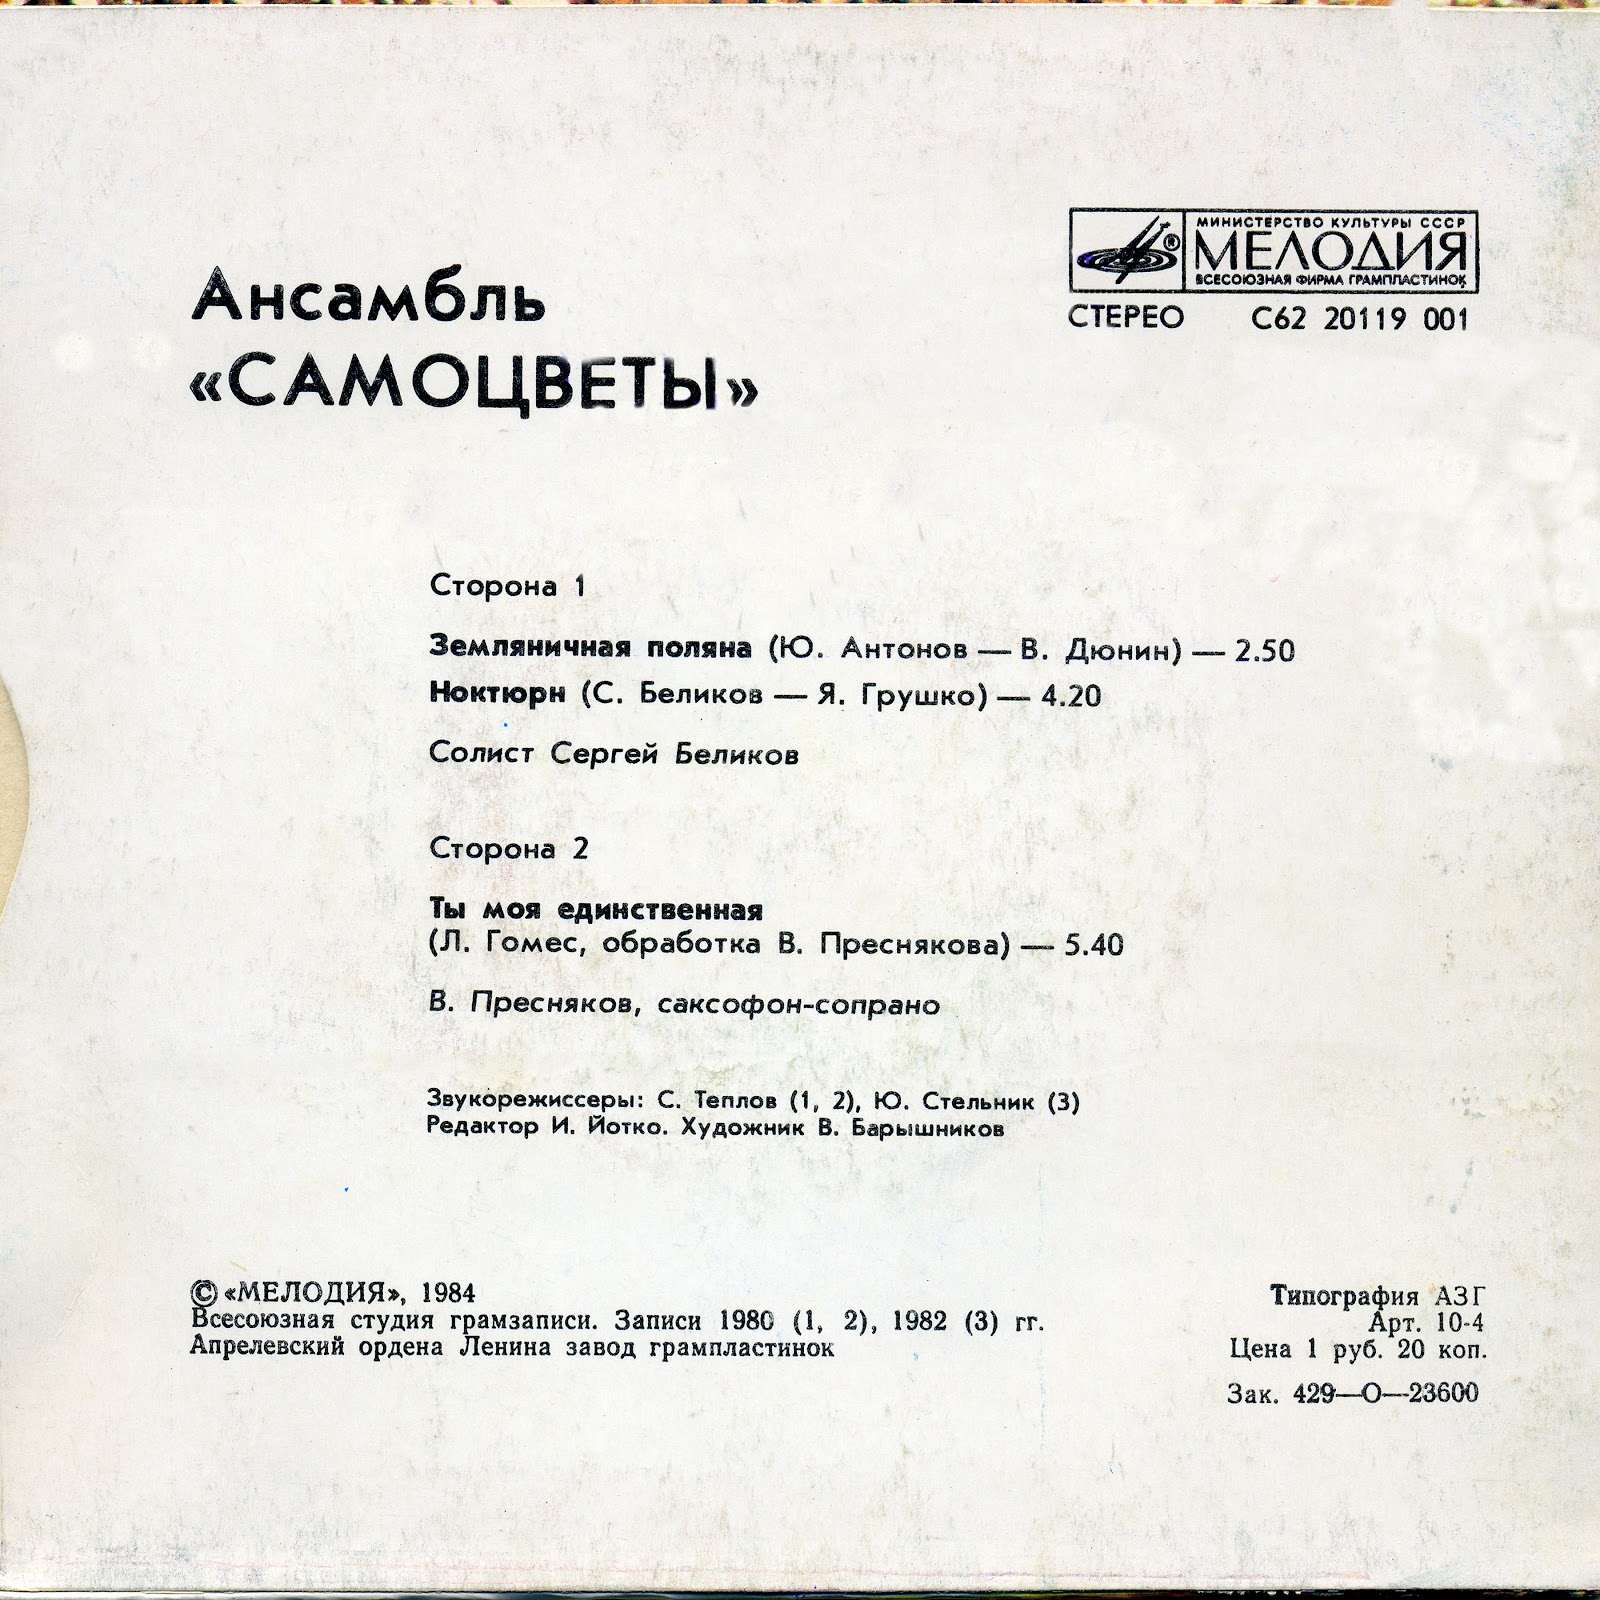 МИНИСТЕРСТВО КУЛЬТУРЫ СССР
МЕЛОДИЯ
ВСЕСОЮЗНАЯ ФИРМА ГРАМПЛАСТИНОК
СТЕРЕО С62 20119 001
Ансамбль
«САМОЦВЕТЫ»
Сторона 1
Земляничная поляна (Ю. Антонов — В. Дюнин) — 2.50
Ноктюрн (С. Беликов — Я. Грушко) — 4.20
Солист Сергей Беликов
Сторона 2
Ты моя единственная
(Л. Гомес, обработка В. Преснякова) — 5.40
В. Пресняков, саксофон-сопрано
Звукорежиссеры: С. Теплов (1, 2), Ю. Стельник (3)
Редактор И. Йотко. Художник В. Барышников
© «МЕЛОДИЯ», 1984
Всесоюзная студия грамзаписи. Записи 1980 (1, 2), 1982 (3) гг.
Апрелевский ордена Ленина завод грампластинок
Типография АЗГ
Арт. 10-4
Цена 1 руб. 20 коп.
Зак. 429—О—23600